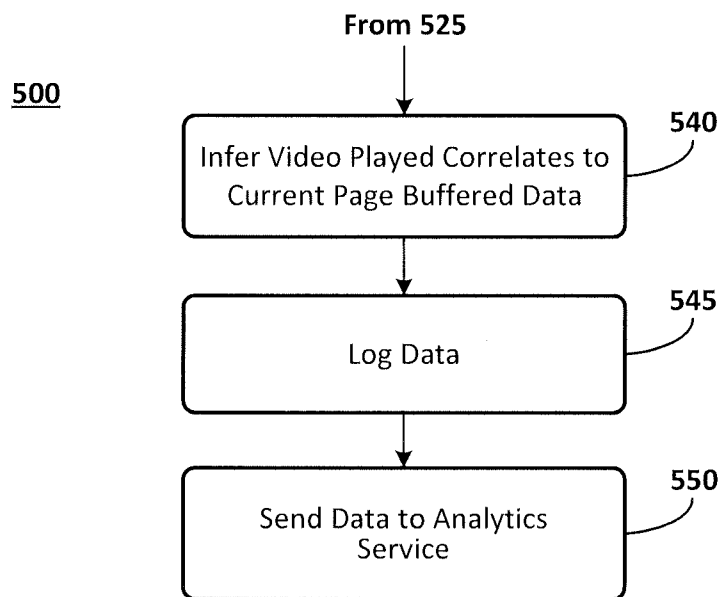 From 525
500
540
Infer Video Played Correlates to
Current Page Buffered Data
545
Log Data
550
Send Data to Analytics
Service